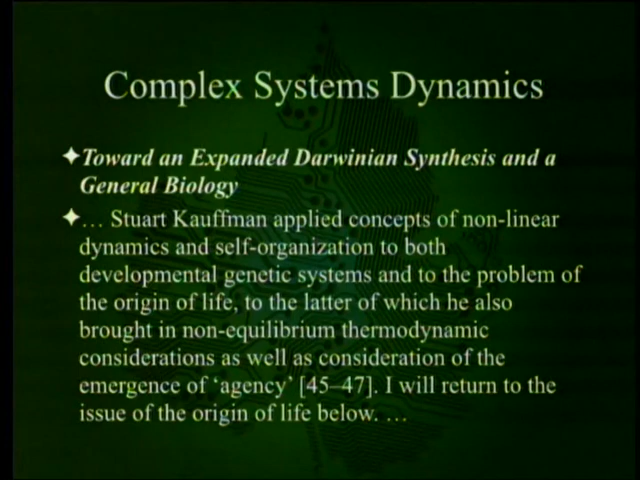 Complex Systems Dynamics
Toward an Expanded Darwinian Synthesis and a
General Biology
… Stuart Kauffman applied concepts of non-linear
dynamics and self-organization to both
developmental genetic systems and to the problem of
the origin of life, to the latter of which he also
brought in non-equilibrium thermodynamic
considerations as well as consideration of the
emergence of ‘agency’ [45–47]. I will return to the
issue of the origin of life below. …